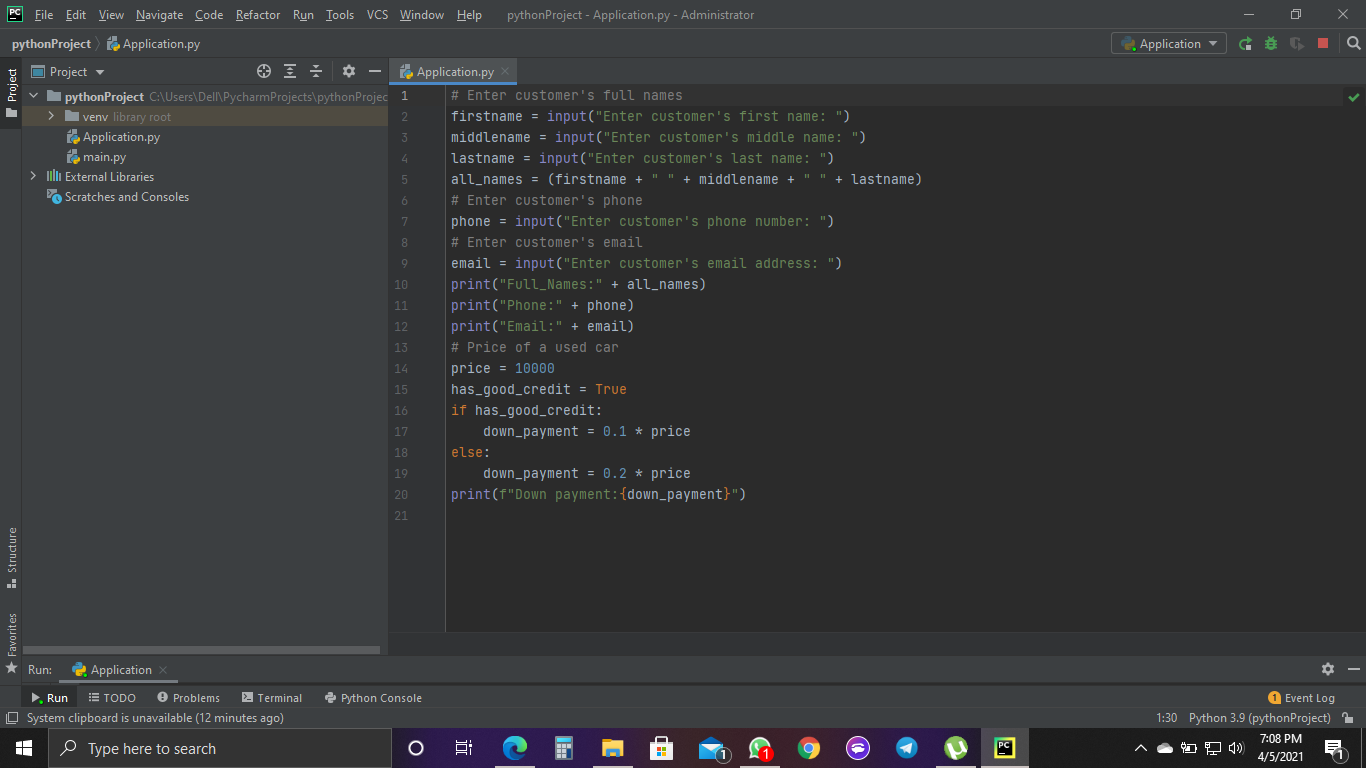 PC File Edit View Navigate Code Refactor Run Tools VCS Window Help pythonProject - Application.py - Administrator
pythonProject Application.py Application
Project
Project
Application.py
pythonProject C:\Users\Dell\PycharmProjects\pythonProjec
venv library root
Application.py
main.py
External Libraries
Scratches and Consoles
1 # Enter customer's full names
2 firstname = input("Enter customer's first name: ")
3 middlename = input("Enter customer's middle name: ")
4 lastname = input("Enter customer's last name: ")
5 all_names = (firstname + " " + middlename + " " + lastname)
6 # Enter customer's phone
7 phone = input("Enter customer's phone number: ")
8 # Enter customer's email
9 email = input("Enter customer's email address: ")
10 print("Full_Names:" + all_names)
11 print("Phone:" + phone)
12 print("Email:" + email)
13 # Price of a used car
14 price = 10000
15 has_good_credit = True
16 if has_good_credit:
17     down_payment = 0.1 * price
18 else:
19     down_payment = 0.2 * price
20 print(f"Down payment:{down_payment}")
21
Structure
Favorites
Run: Application
Run TODO Problems Terminal Python Console 1 Event Log
System clipboard is unavailable (12 minutes ago) 1:30 Python 3.9 (pythonProject)
Type here to search 1 1 PC 7:08 PM
4/5/2021 1